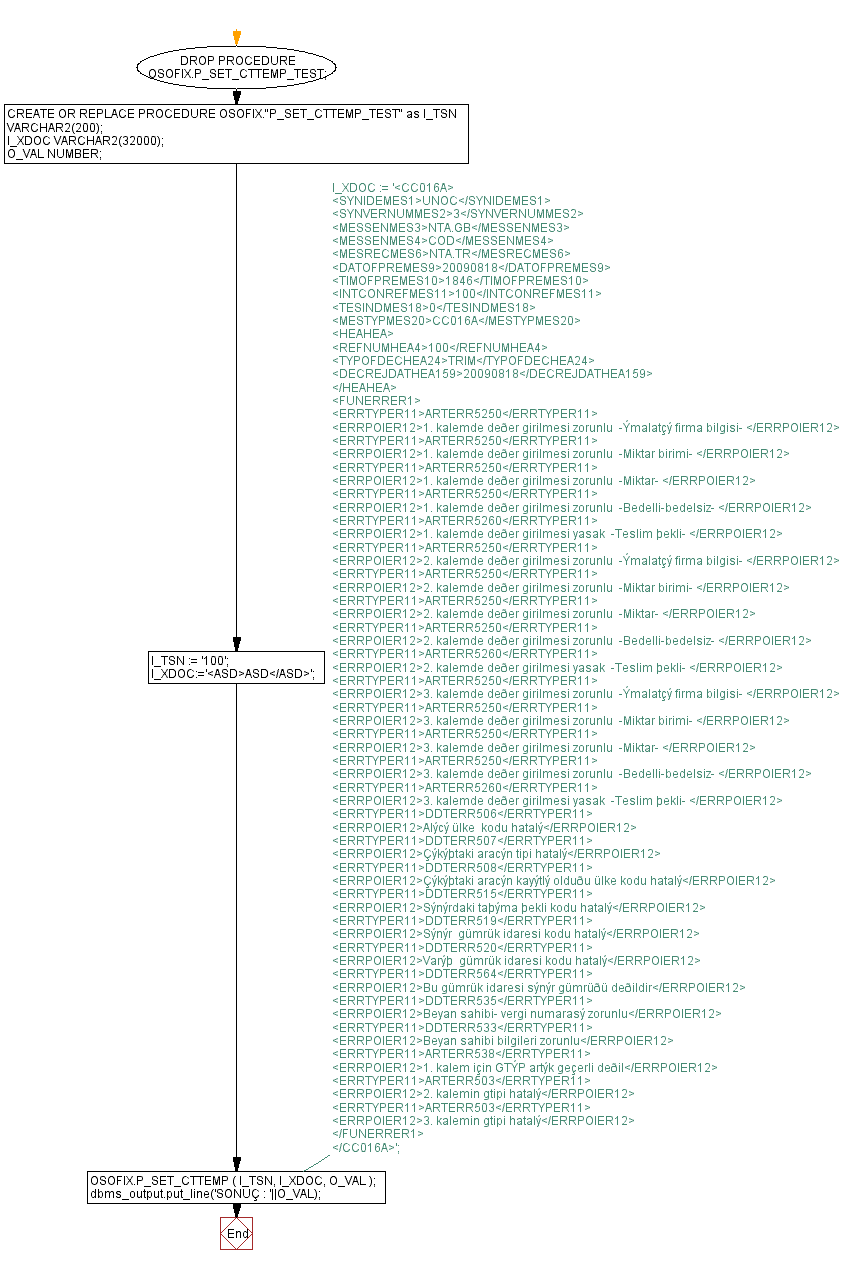 DROP PROCEDURE
OSOFIX.P_SET_CTTEMP_TEST;
CREATE OR REPLACE PROCEDURE OSOFIX."P_SET_CTTEMP_TEST" as I_TSN
VARCHAR2(200);
I_XDOC VARCHAR2(32000);
O_VAL NUMBER;
I_XDOC := '<CC016A>
<SYNIDEMES1>UNOC</SYNIDEMES1>
<SYNVERNUMMES2>3</SYNVERNUMMES2>
<MESSENMES3>NTA.GB</MESSENMES3>
<MESSENMES4>COD</MESSENMES4>
<MESRECMES6>NTA.TR</MESRECMES6>
<DATOFPREMES9>20090818</DATOFPREMES9>
<TIMOFPREMES10>1846</TIMOFPREMES10>
<INTCONREFMES11>100</INTCONREFMES11>
<TESINDMES18>0</TESINDMES18>
<MESTYPMES20>CC016A</MESTYPMES20>
<HEAHEA>
<REFNUMHEA4>100</REFNUMHEA4>
<TYPOFDECHEA24>TRIM</TYPOFDECHEA24>
<DECREJDATHEA159>20090818</DECREJDATHEA159>
</HEAHEA>
<FUNERRER1>
<ERRTYPER11>ARTERR5250</ERRTYPER11>
<ERRPOIER12>1. kalemde deðer girilmesi zorunlu -Ýmalatçý firma bilgisi- </ERRPOIER12>
<ERRTYPER11>ARTERR5250</ERRTYPER11>
<ERRPOIER12>1. kalemde deðer girilmesi zorunlu -Miktar birimi- </ERRPOIER12>
<ERRTYPER11>ARTERR5250</ERRTYPER11>
<ERRPOIER12>1. kalemde deðer girilmesi zorunlu -Miktar- </ERRPOIER12>
<ERRTYPER11>ARTERR5250</ERRTYPER11>
<ERRPOIER12>1. kalemde deðer girilmesi zorunlu -Bedelli-bedelsiz- </ERRPOIER12>
<ERRTYPER11>ARTERR5260</ERRTYPER11>
<ERRPOIER12>1. kalemde deðer girilmesi yasak -Teslim þekli- </ERRPOIER12>
<ERRTYPER11>ARTERR5250</ERRTYPER11>
<ERRPOIER12>2. kalemde deðer girilmesi zorunlu -Ýmalatçý firma bilgisi- </ERRPOIER12>
<ERRTYPER11>ARTERR5250</ERRTYPER11>
<ERRPOIER12>2. kalemde deðer girilmesi zorunlu -Miktar birimi- </ERRPOIER12>
<ERRTYPER11>ARTERR5250</ERRTYPER11>
<ERRPOIER12>2. kalemde deðer girilmesi zorunlu -Miktar- </ERRPOIER12>
<ERRTYPER11>ARTERR5250</ERRTYPER11>
<ERRPOIER12>2. kalemde deðer girilmesi zorunlu -Bedelli-bedelsiz- </ERRPOIER12>
<ERRTYPER11>ARTERR5260</ERRTYPER11>
<ERRPOIER12>2. kalemde deðer girilmesi yasak -Teslim þekli- </ERRPOIER12>
<ERRTYPER11>ARTERR5250</ERRTYPER11>
<ERRPOIER12>3. kalemde deðer girilmesi zorunlu -Ýmalatçý firma bilgisi- </ERRPOIER12>
<ERRTYPER11>ARTERR5250</ERRTYPER11>
<ERRPOIER12>3. kalemde deðer girilmesi zorunlu -Miktar birimi- </ERRPOIER12>
<ERRTYPER11>ARTERR5250</ERRTYPER11>
<ERRPOIER12>3. kalemde deðer girilmesi zorunlu -Miktar- </ERRPOIER12>
<ERRTYPER11>ARTERR5250</ERRTYPER11>
<ERRPOIER12>3. kalemde deðer girilmesi zorunlu -Bedelli-bedelsiz- </ERRPOIER12>
<ERRTYPER11>ARTERR5260</ERRTYPER11>
<ERRPOIER12>3. kalemde deðer girilmesi yasak -Teslim þekli- </ERRPOIER12>
<ERRTYPER11>DDTERR506</ERRTYPER11>
<ERRPOIER12>Alýcý ülke kodu hatalý</ERRPOIER12>
<ERRTYPER11>DDTERR507</ERRTYPER11>
<ERRPOIER12>Çýkýþtaki aracýn tipi hatalý</ERRPOIER12>
<ERRTYPER11>DDTERR508</ERRTYPER11>
<ERRPOIER12>Çýkýþtaki aracýn kayýtlý olduðu ülke kodu hatalý</ERRPOIER12>
<ERRTYPER11>DDTERR515</ERRTYPER11>
<ERRPOIER12>Sýnýrdaki taþýma þekli kodu hatalý</ERRPOIER12>
<ERRTYPER11>DDTERR519</ERRTYPER11>
<ERRPOIER12>Sýnýr gümrük idaresi kodu hatalý</ERRPOIER12>
<ERRTYPER11>DDTERR520</ERRTYPER11>
<ERRPOIER12>Varýþ gümrük idaresi kodu hatalý</ERRPOIER12>
<ERRTYPER11>DDTERR564</ERRTYPER11>
<ERRPOIER12>Bu gümrük idaresi sýnýr gümrüðü deðildir</ERRPOIER12>
<ERRTYPER11>DDTERR535</ERRTYPER11>
<ERRPOIER12>Beyan sahibi- vergi numarasý zorunlu</ERRPOIER12>
<ERRTYPER11>DDTERR533</ERRTYPER11>
<ERRPOIER12>Beyan sahibi bilgileri zorunlu</ERRPOIER12>
<ERRTYPER11>ARTERR538</ERRTYPER11>
<ERRPOIER12>1. kalem için GTÝP artýk geçerli deðil</ERRPOIER12>
<ERRTYPER11>ARTERR503</ERRTYPER11>
<ERRPOIER12>2. kalemin gtipi hatalý</ERRPOIER12>
<ERRTYPER11>ARTERR503</ERRTYPER11>
<ERRPOIER12>3. kalemin gtipi hatalý</ERRPOIER12>
</FUNERRER1>
</CC016A>';
I_TSN := '100';
I_XDOC:='<ASD>ASD</ASD>';
OSOFIX.P_SET_CTTEMP ( I_TSN, I_XDOC, O_VAL );
dbms_output.put_line('SONUÇ : '||O_VAL);
End